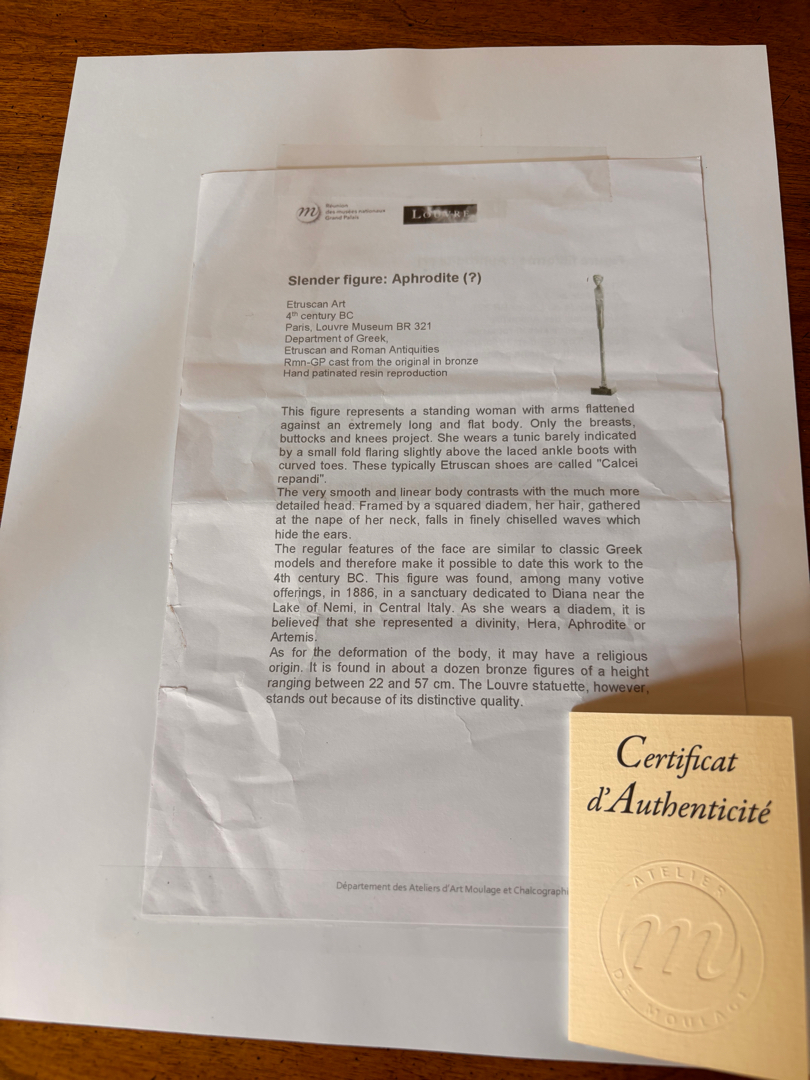 Réunion
des musées nationaux
Grand Palais
LOUVRE
Slender figure: Aphrodite (?)
Etruscan Art
4th century BC
Paris, Louvre Museum BR 321
Department of Greek,
Etruscan and Roman Antiquities
Rmn-GP cast from the original in bronze
Hand patinated resin reproduction
This figure represents a standing woman with arms flattened
against an extremely long and flat body. Only the breasts,
buttocks and knees project. She wears a tunic barely indicated
by a small fold flaring slightly above the laced ankle boots with
curved toes. These typically Etruscan shoes are called "Calcei
repandi".
The very smooth and linear body contrasts with the much more
detailed head. Framed by a squared diadem, her hair, gathered
at the nape of her neck, falls in finely chiselled waves which
hide the ears.
The regular features of the face are similar to classic Greek
models and therefore make it possible to date this work to the
4th century BC. This figure was found, among many votive
offerings, in 1886, in a sanctuary dedicated to Diana near the
Lake of Nemi, in Central Italy. As she wears a diadem, it is
believed that she represented a divinity, Hera, Aphrodite or
Artemis.
As for the deformation of the body, it may have a religious
origin. It is found in about a dozen bronze figures of a height
ranging between 22 and 57 cm. The Louvre statuette, however,
stands out because of its distinctive quality.
Département des Ateliers d'Art Moulage et Chalcographi
Certificat
d'Authenticité
ATELIER
m
DE MOULAGE